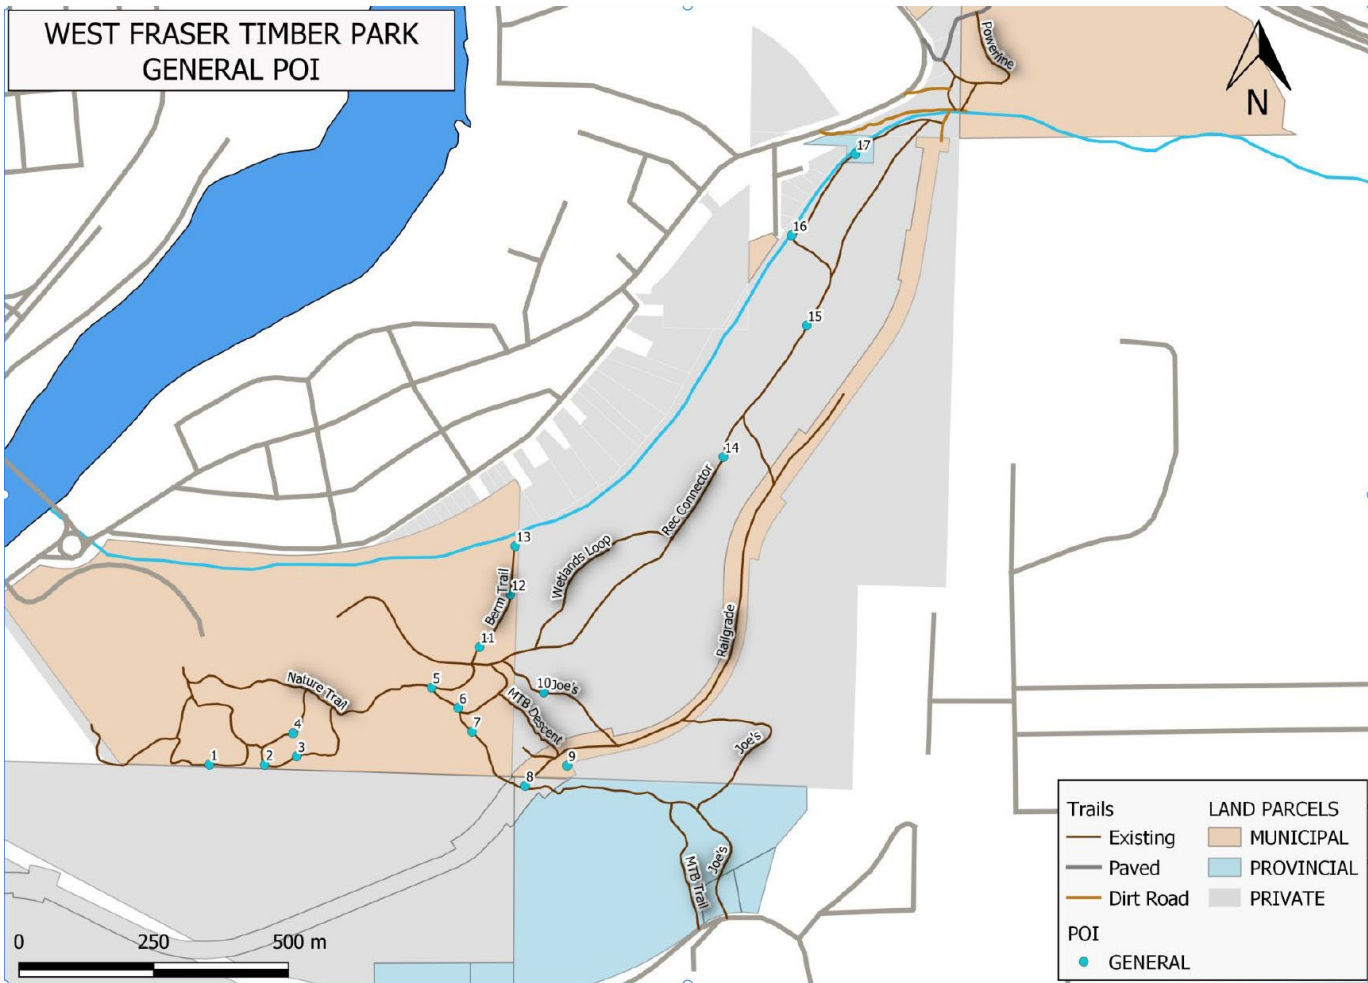 WEST FRASER TIMBER PARK
GENERAL POI
Powerline
N
17
16
15
14
Rec Connector
13
Wetlands Loop
12
Berm Trail
11
Railgrade
Nature Trail
5
10
Joe's
6
MTB Descent
4
7
3
Joe's
1
2
9
8
MTB Trail
Joe's
0 250 500 m
Trails
Existing
Paved
Dirt Road
POI
GENERAL
LAND PARCELS
MUNICIPAL
PROVINCIAL
PRIVATE